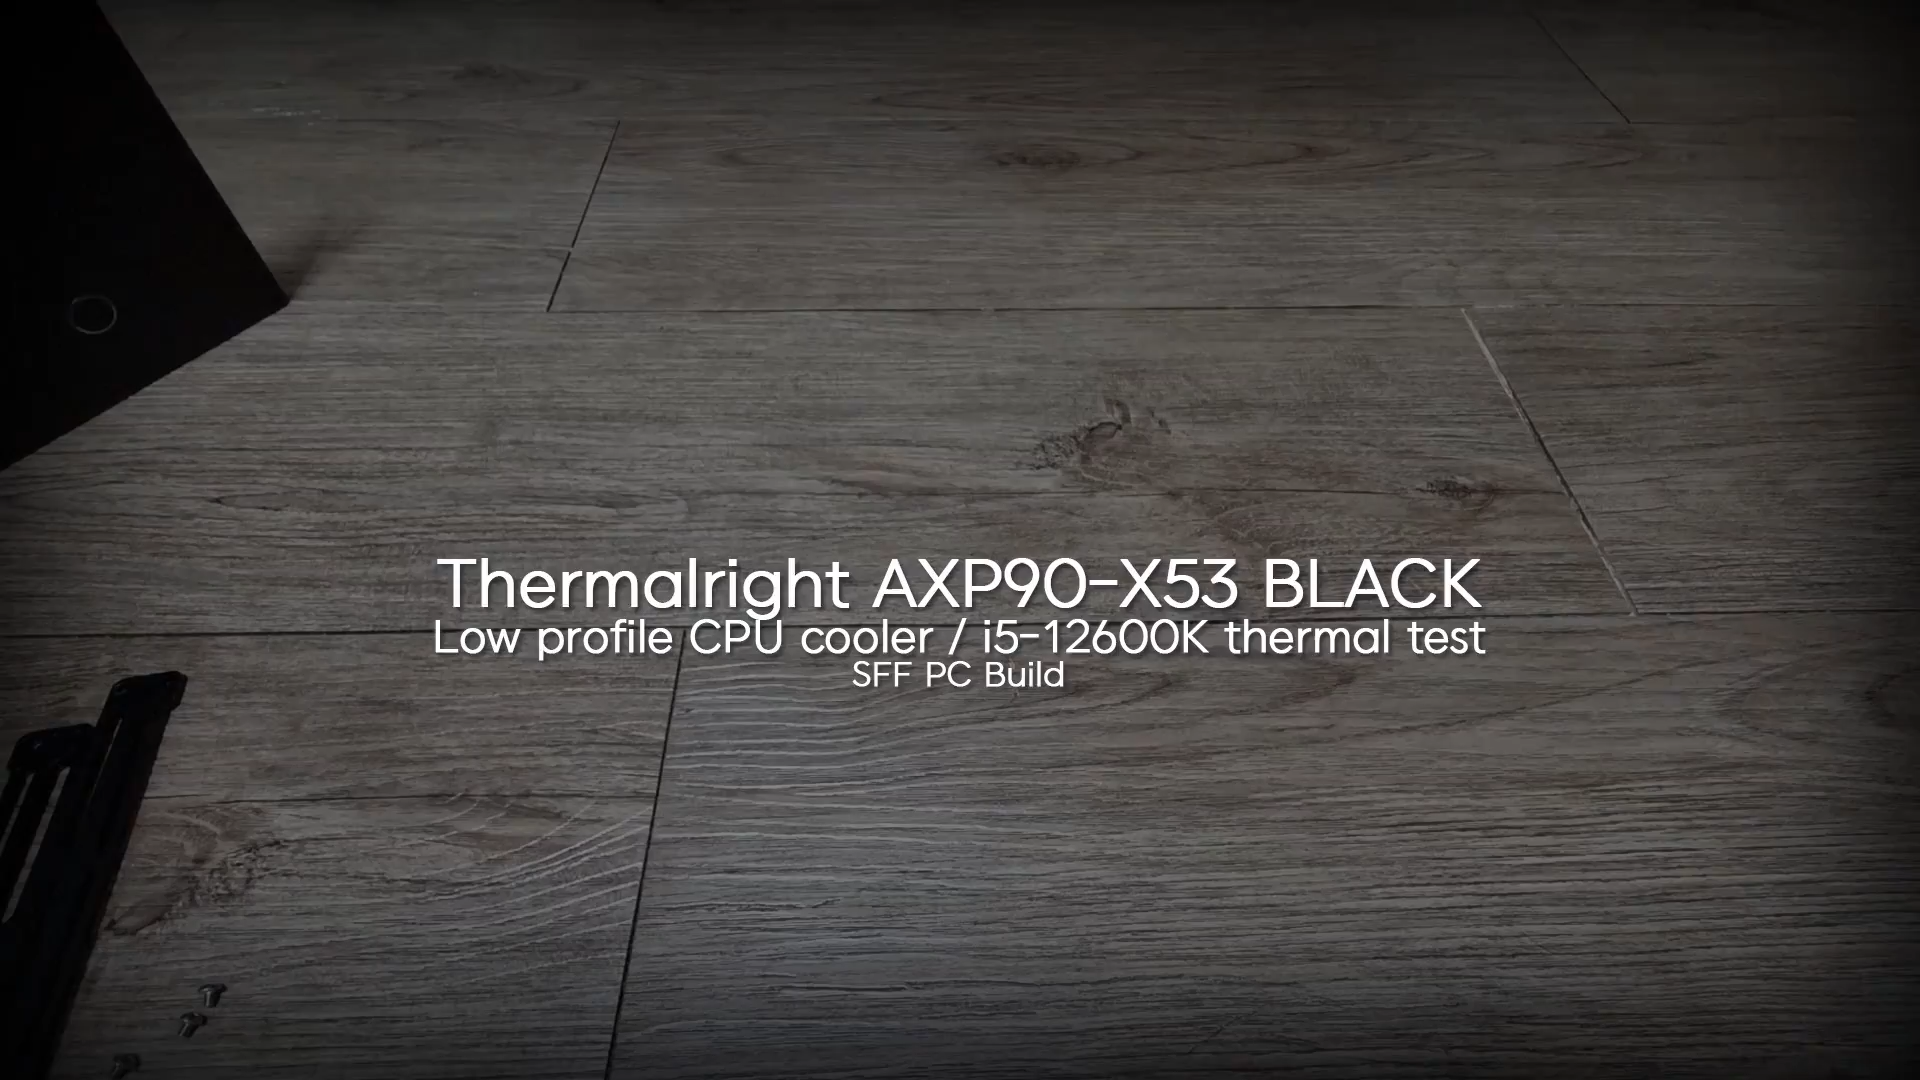 Thermalright AXP90-X53 BLACK
Low profile CPU cooler / i5-12600K thermal test
SFF PC Build